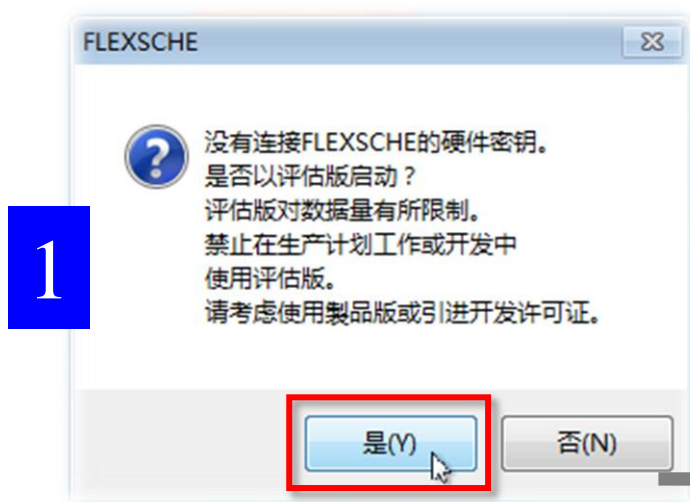 FLEXSCHE
没有连接FLEXSCHE的硬件密钥。
是否以评估版启动？
评估版对数据量有所限制。
禁止在生产计划工作或开发中
使用评估版。
请考虑使用製品版或引进开发许可证。
1
是(Y)
否(N)